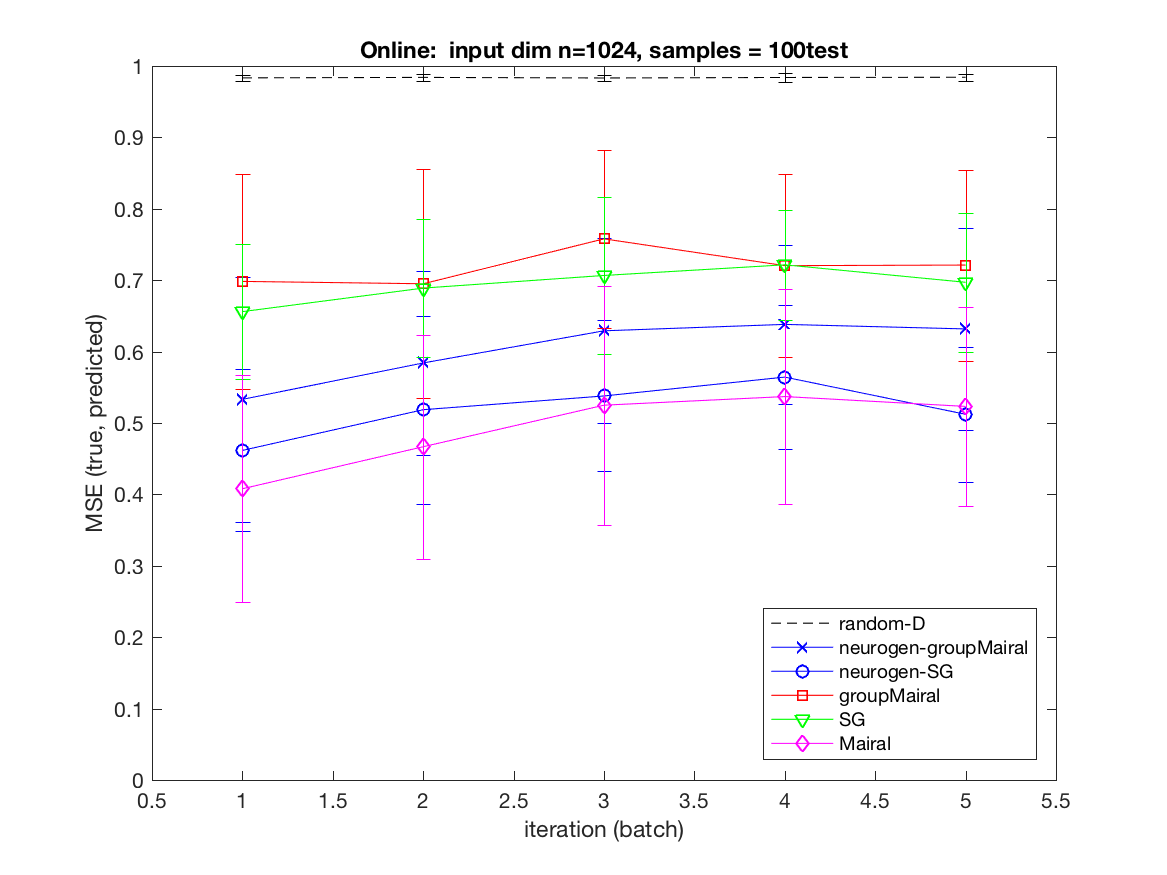 Online:  input dim n=1024, samples = 100test
1
0.9
0.8
0.7
0.6
0.5
0.4
0.3
0.2
0.1
0
MSE (true, predicted)
random-D
neurogen-groupMairal
neurogen-SG
groupMairal
SG
Mairal
0.5 1 1.5 2 2.5 3 3.5 4 4.5 5 5.5
iteration (batch)